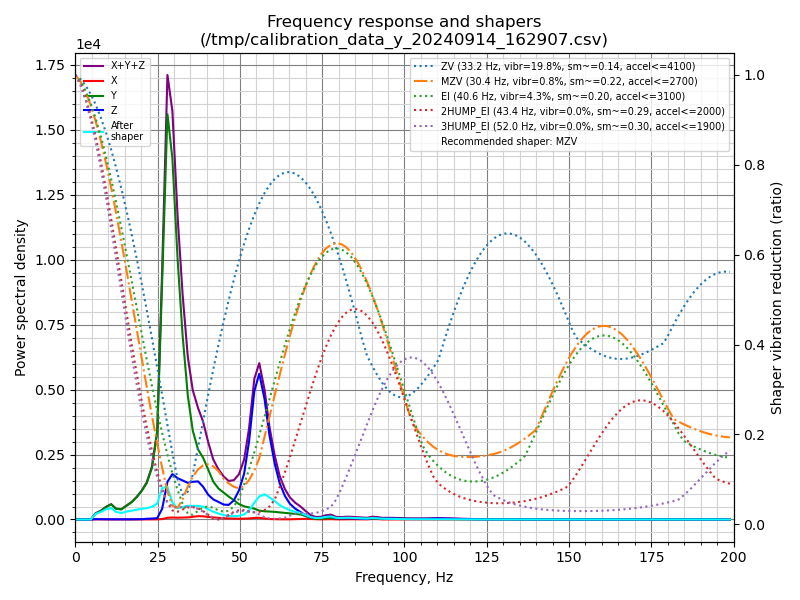 Frequency response and shapers
(/tmp/calibration_data_y_20240914_162907.csv)
1e4
X+Y+Z
X
Y
Z
After
shaper
ZV (33.2 Hz, vibr=19.8%, sm~=0.14, accel<=4100)
MZV (30.4 Hz, vibr=0.8%, sm~=0.22, accel<=2700)
EI (40.6 Hz, vibr=4.3%, sm~=0.20, accel<=3100)
2HUMP_EI (43.4 Hz, vibr=0.0%, sm~=0.29, accel<=2000)
3HUMP_EI (52.0 Hz, vibr=0.0%, sm~=0.30, accel<=1900)
Recommended shaper: MZV
Power spectral density
1.75
1.50
1.25
1.00
0.75
0.50
0.25
0.00
1.0
0.8
0.6
0.4
0.2
0.0
Shaper vibration reduction (ratio)
0 25 50 75 100 125 150 175 200
Frequency, Hz